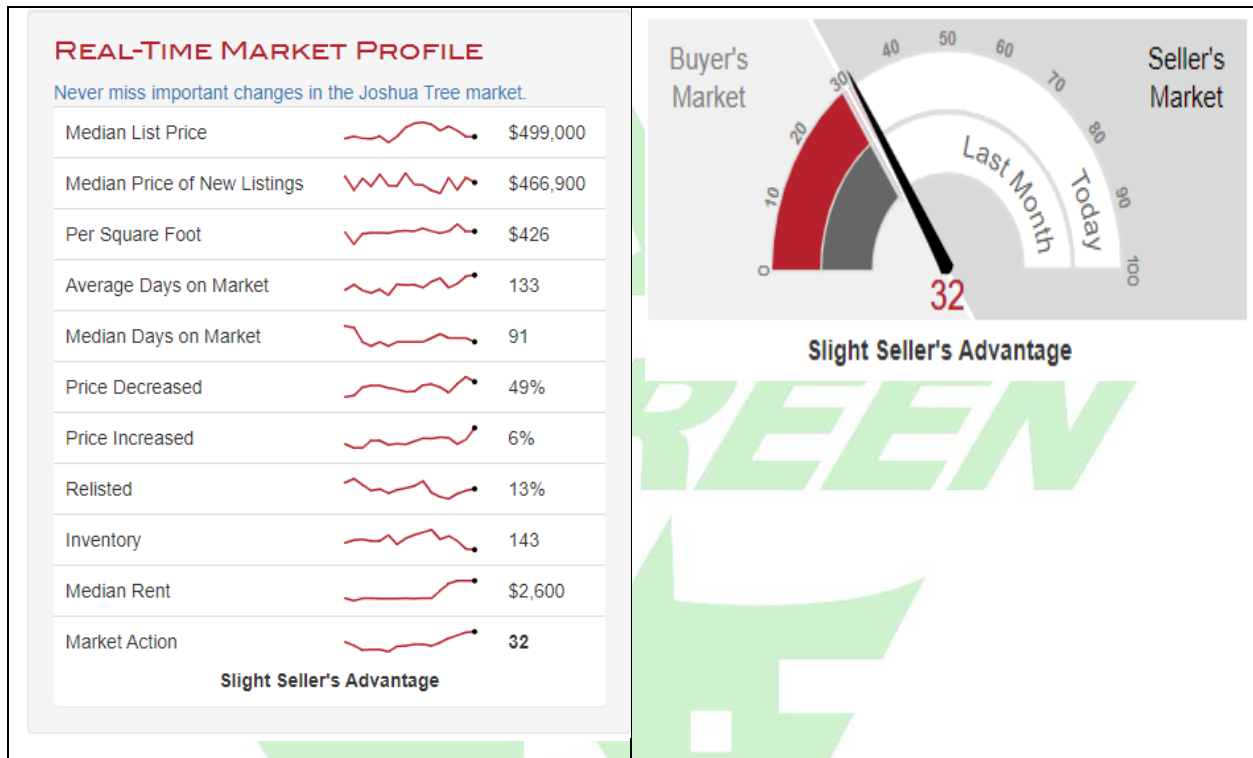 REAL-TIME MARKET PROFILE
Never miss important changes in the Joshua Tree market.
Median List Price $499,000
Median Price of New Listings $466,900
Per Square Foot $426
Average Days on Market 133
Median Days on Market 91
Price Decreased 49%
Price Increased 6%
Relisted 13%
Inventory 143
Median Rent $2,600
Market Action 32
Slight Seller's Advantage
Buyer's
Market
Seller's
Market
0
10
20
30
40
50
60
70
80
90
100
Last Month
Today
32
Slight Seller's Advantage
REEN